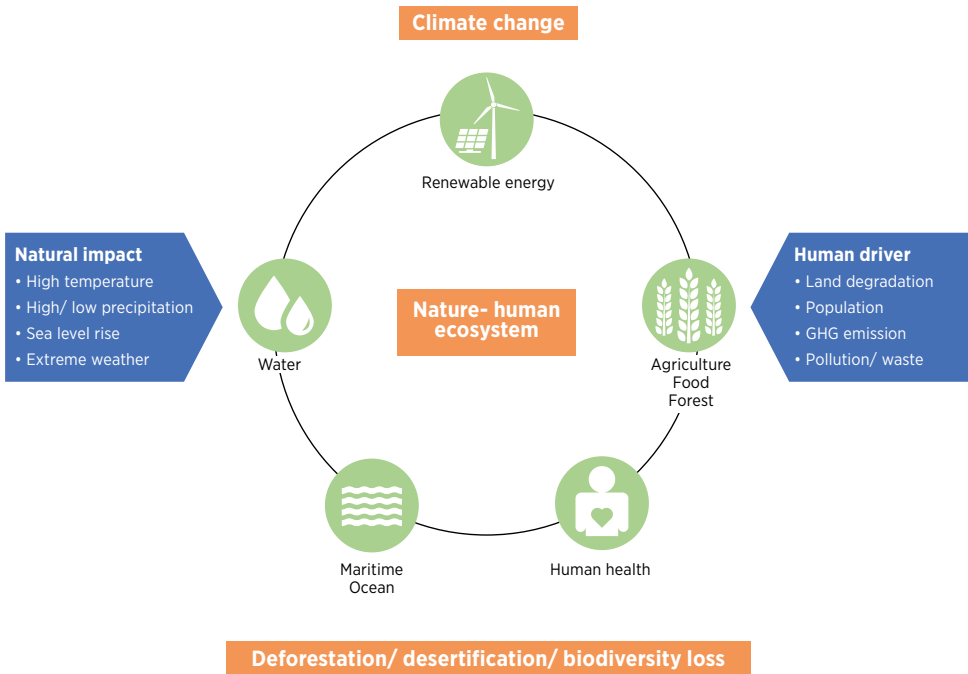 Climate change
Renewable energy
Natural impact
• High temperature
• High/ low precipitation
• Sea level rise
• Extreme weather
Water
Nature- human
ecosystem
Agriculture
Food
Forest
Human driver
• Land degradation
• Population
• GHG emission
• Pollution/ waste
Maritime
Ocean
Human health
Deforestation/ desertification/ biodiversity loss